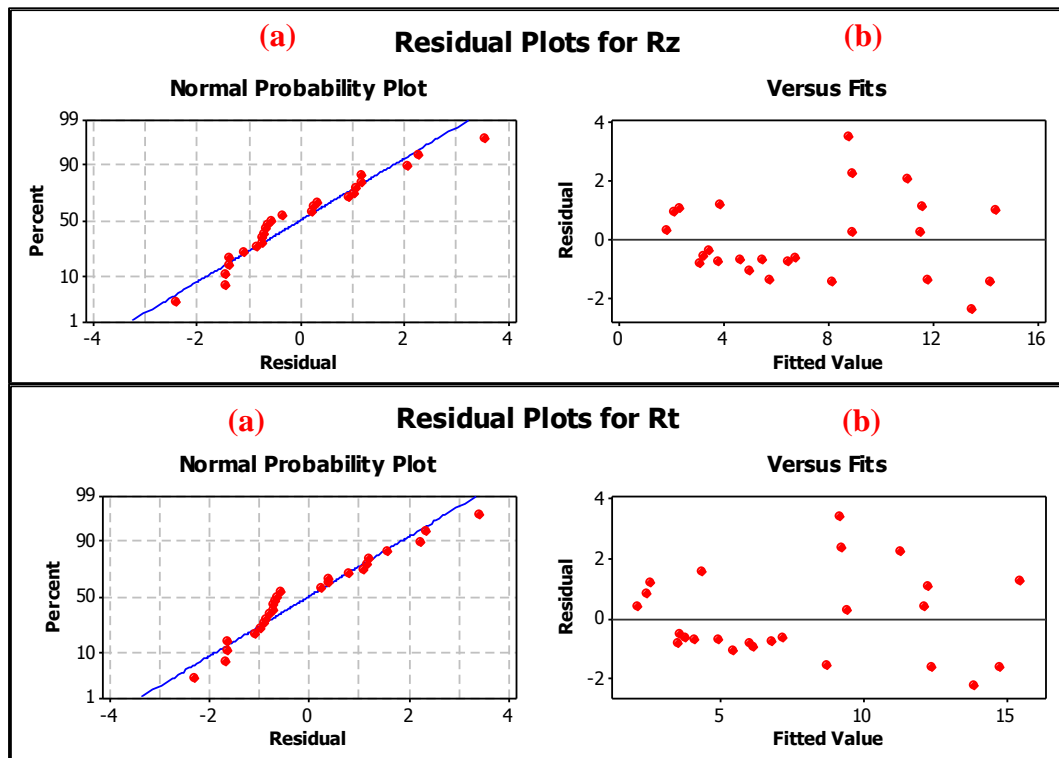 (a) Residual Plots for Rz (b)
Normal Probability Plot Versus Fits
99
90
50
10
1
Percent
-4 -2 0 2 4
Residual
4
2
0
-2
Residual
0 4 8 12 16
Fitted Value
(a) Residual Plots for Rt (b)
Normal Probability Plot Versus Fits
99
90
50
10
1
Percent
-4 -2 0 2 4
Residual
4
2
0
-2
Residual
5 10 15
Fitted Value